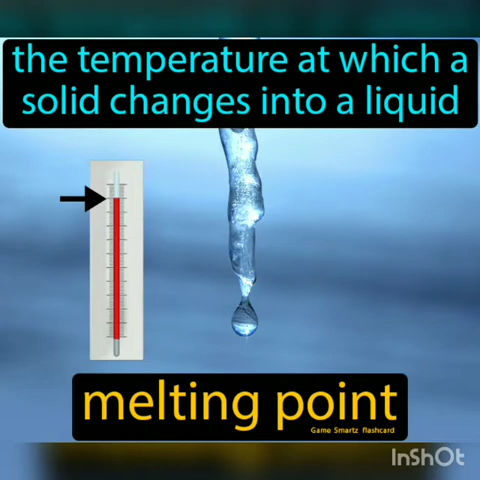 the temperature at which a
solid changes into a liquid
melting point
Game Smartz flashcard
InShOt